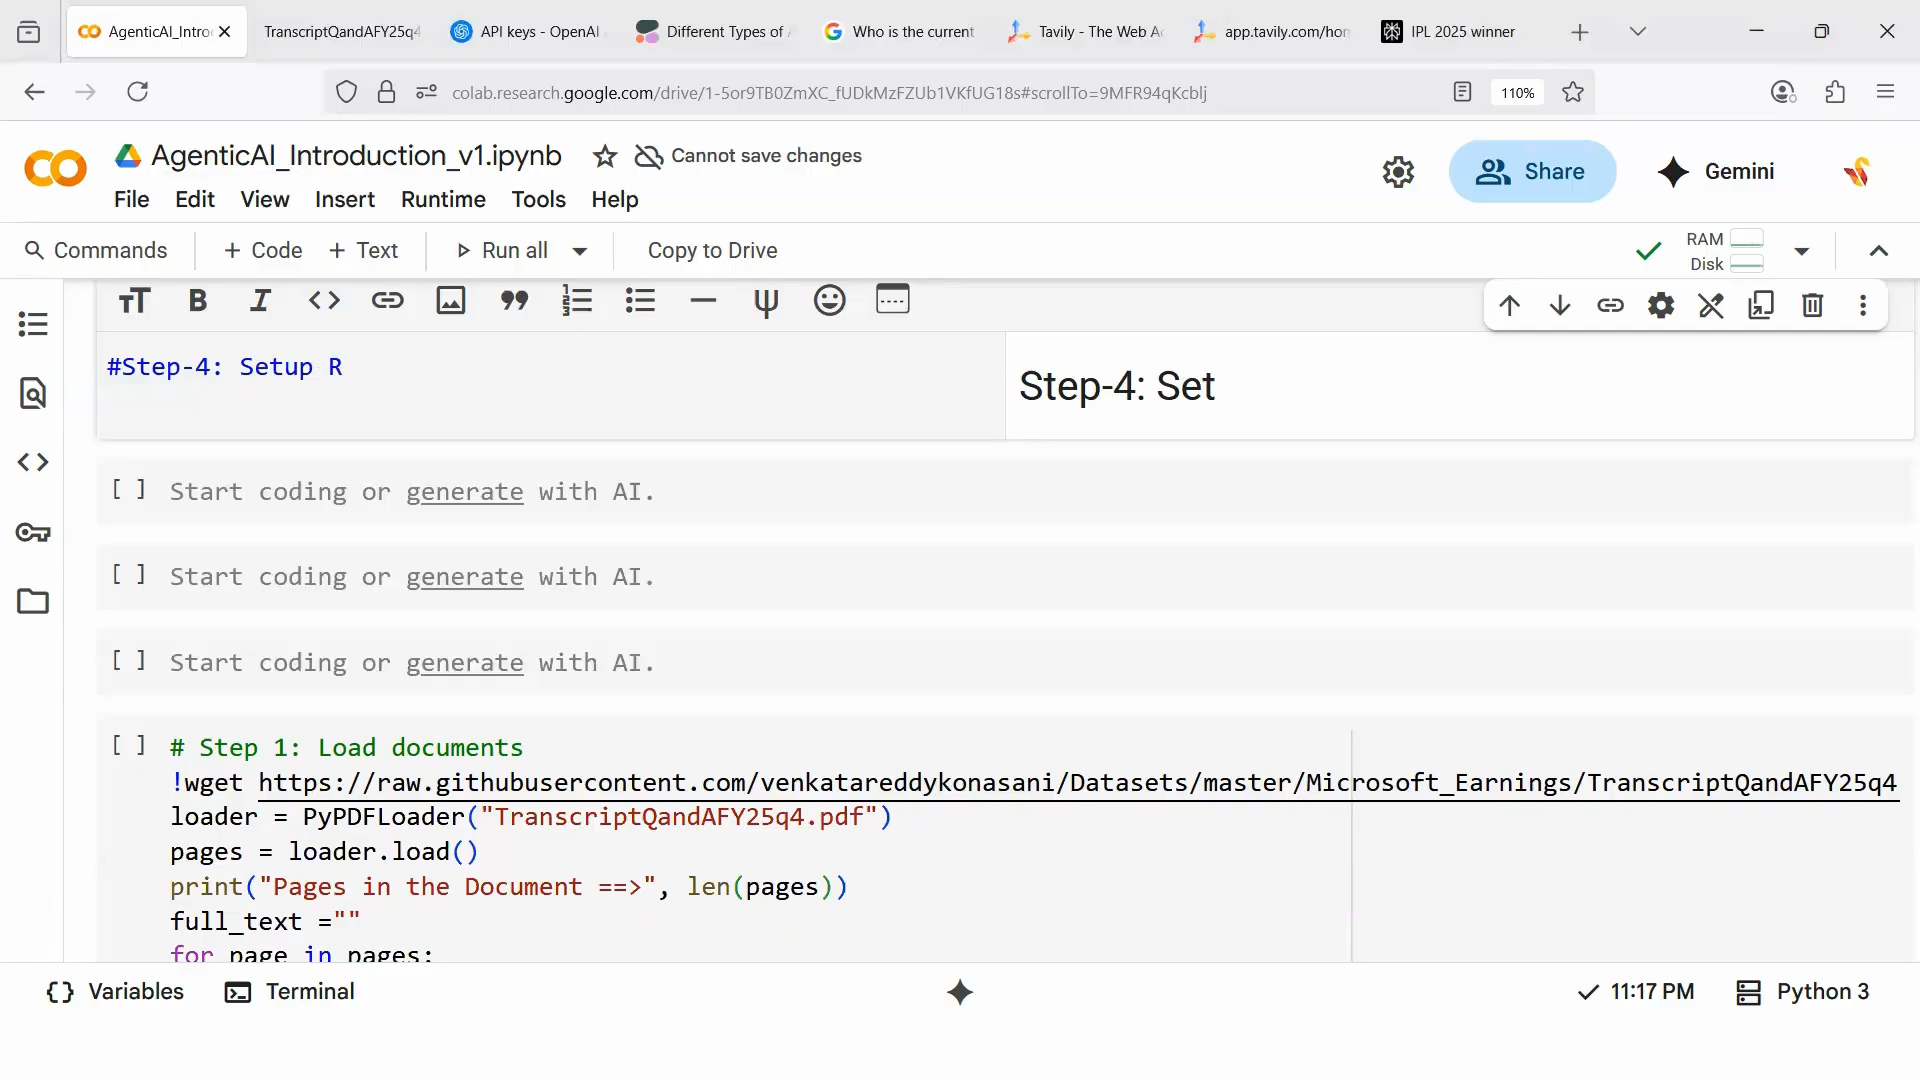 AgenticAI_Intro
TranscriptQandAFY25q4
API keys - OpenAI
Different Types of
Who is the current
Tavily - The Web A
app.tavily.com/hor
IPL 2025 winner
colab.research.google.com/drive/1-5or9TB0ZmXC_fUDkMzFZUb1VKfUG18s#scrollTo=9MFR94qKcblj
110%
AgenticAI_Introduction_v1.ipynb
Cannot save changes
Share
Gemini
File Edit View Insert Runtime Tools Help
Commands + Code + Text Run all Copy to Drive
RAM
Disk
#Step-4: Setup R
Step-4: Set
[ ] Start coding or generate with AI.
[ ] Start coding or generate with AI.
[ ] Start coding or generate with AI.
[ ] # Step 1: Load documents
!wget https://raw.githubusercontent.com/venkatareddykonasani/Datasets/master/Microsoft_Earnings/TranscriptQandAFY25q4
loader = PyPDFLoader("TranscriptQandAFY25q4.pdf")
pages = loader.load()
print("Pages in the Document ==>", len(pages))
full_text =""
for page in pages:
{} Variables Terminal
11:17 PM Python 3